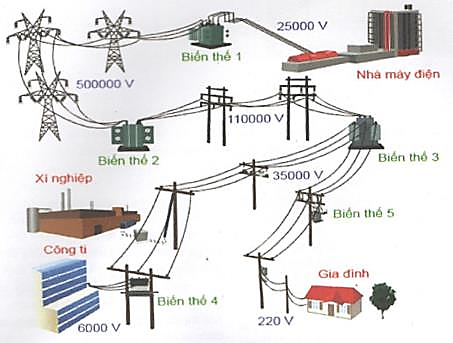 25000 V
Biến thế 1
Nhà máy điện
500000 V
110000 V
Biến thế 2
Biến thế 3
35000 V
Xí nghiệp
Biến thế 5
Công ti
Gia đình
Biến thế 4
6000 V
220 V